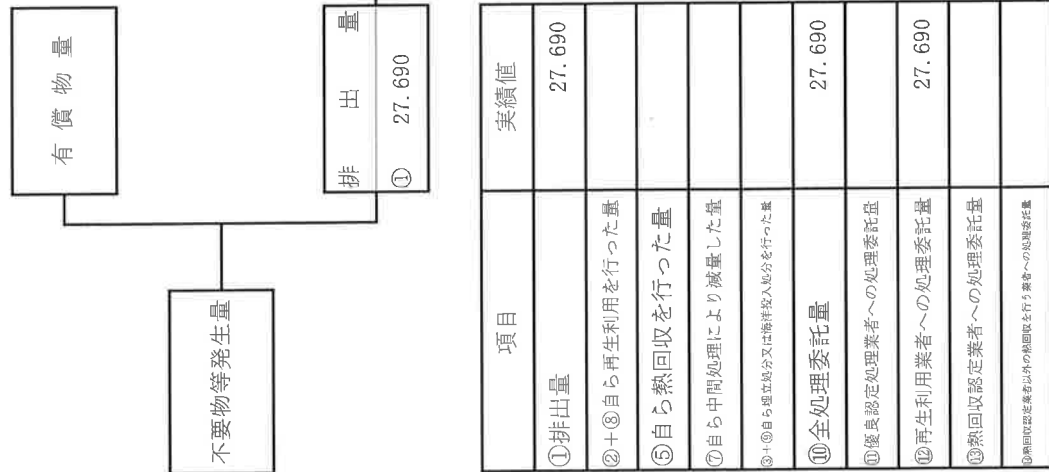 有償物量
排出量
① 27.690
不要物等発生量
項目 実績値
①排出量 27.690
②+⑧自ら再生利用を行った量
⑤自ら熱回収を行った量
⑦自ら中間処理により減量した量
③+⑨自ら埋立処分又は海洋投入処分を行った量
⑩全処理委託量 27.690
⑪優良認定処理業者への処理委託量
⑫再生利用業者への処理委託量 27.690
⑬熱回収認定業者への処理委託量
⑭熱回収認定業者以外の熱回収を行う業者への処理委託量